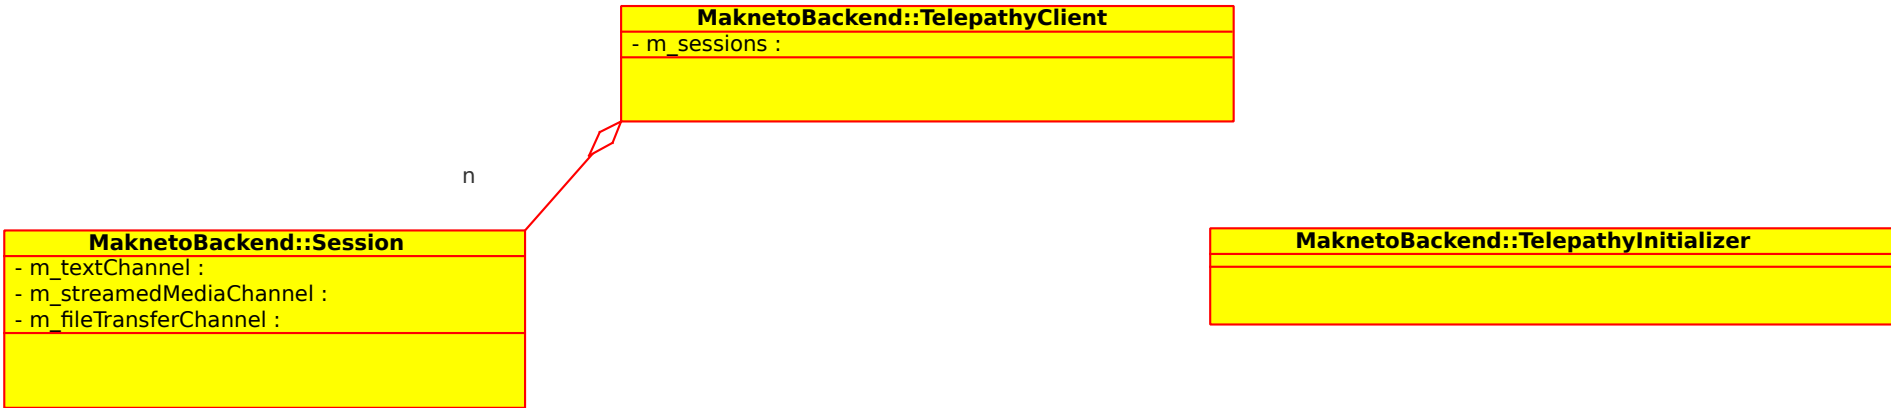 MaknetoBackend::TelepathyClient
- m_sessions :
n
MaknetoBackend::Session
- m_textChannel :
- m_streamedMediaChannel :
- m_fileTransferChannel :
MaknetoBackend::TelepathyInitializer